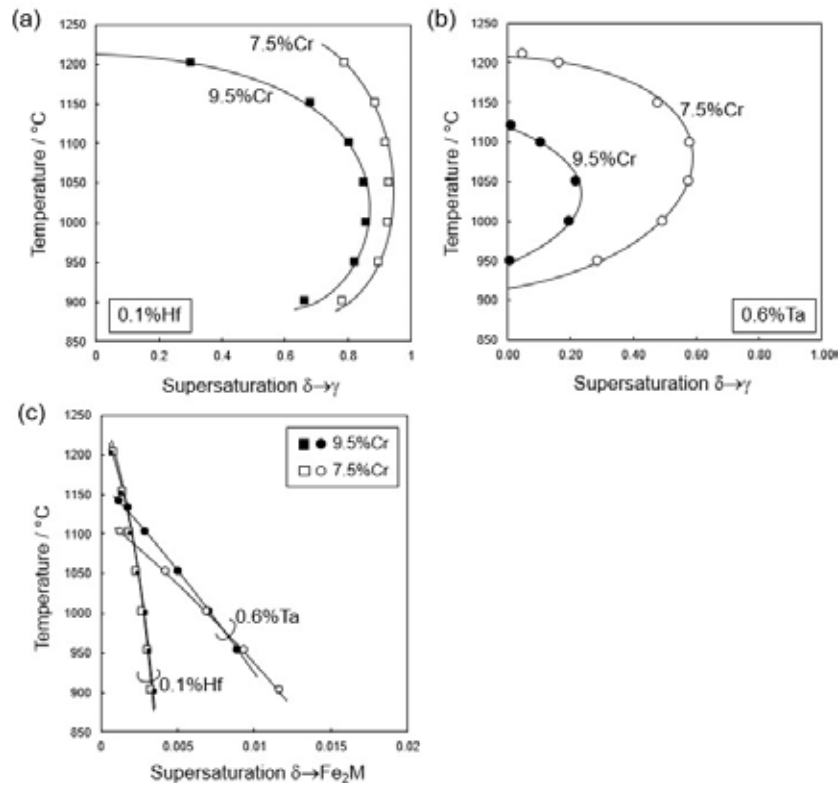 (a)
Temperature / °C
1250
1200
1150
1100
1050
1000
950
900
850
7.5%Cr
9.5%Cr
0.1%Hf
0 0.2 0.4 0.6 0.8 1
Supersaturation δ→γ
(b)
Temperature / °C
1250
1200
1150
1100
1050
1000
950
900
850
7.5%Cr
9.5%Cr
0.6%Ta
0.00 0.20 0.40 0.60 0.80 1.00
Supersaturation δ→γ
(c)
Temperature / °C
1250
1200
1150
1100
1050
1000
950
900
850
9.5%Cr
7.5%Cr
0.6%Ta
0.1%Hf
0 0.005 0.01 0.015 0.02
Supersaturation δ→Fe₂M